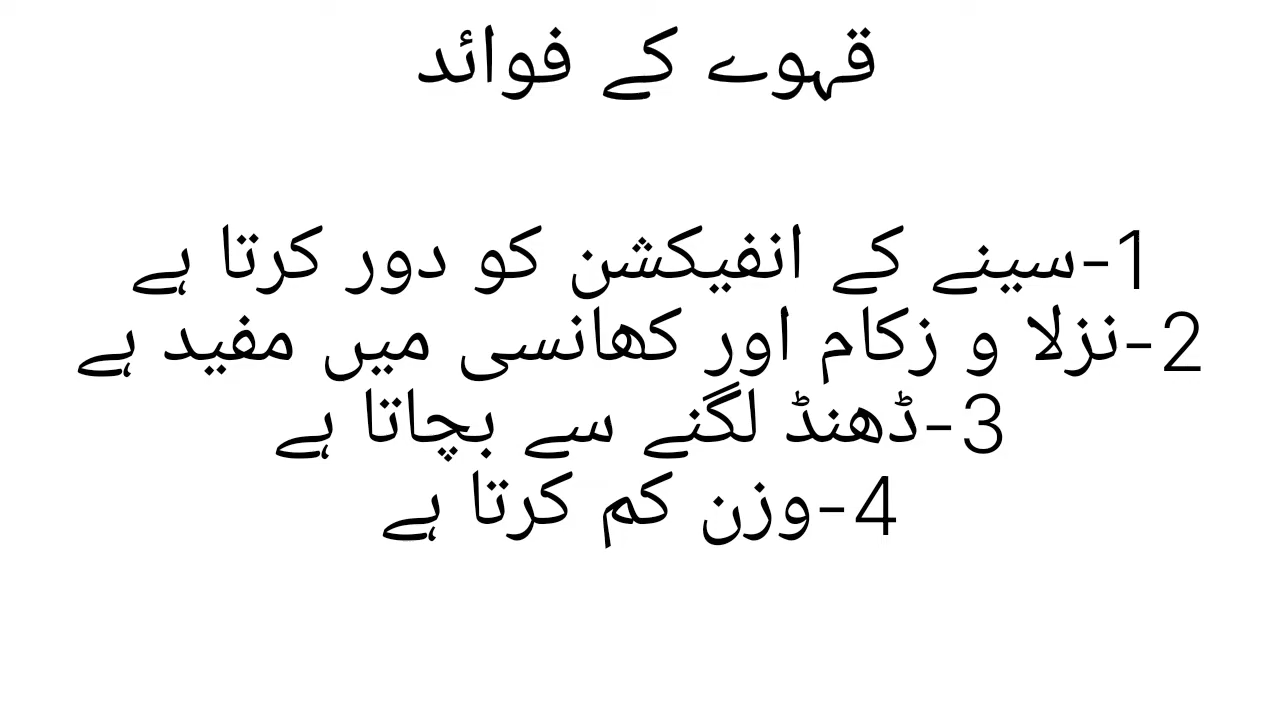 قہوے کے فوائد
1-سینے کے انفیکشن کو دور کرتا ہے
2-نزلا و زکام اور کھانسی میں مفید ہے
3-ڈھنڈ لگنے سے بچاتا ہے
4-وزن کم کرتا ہے